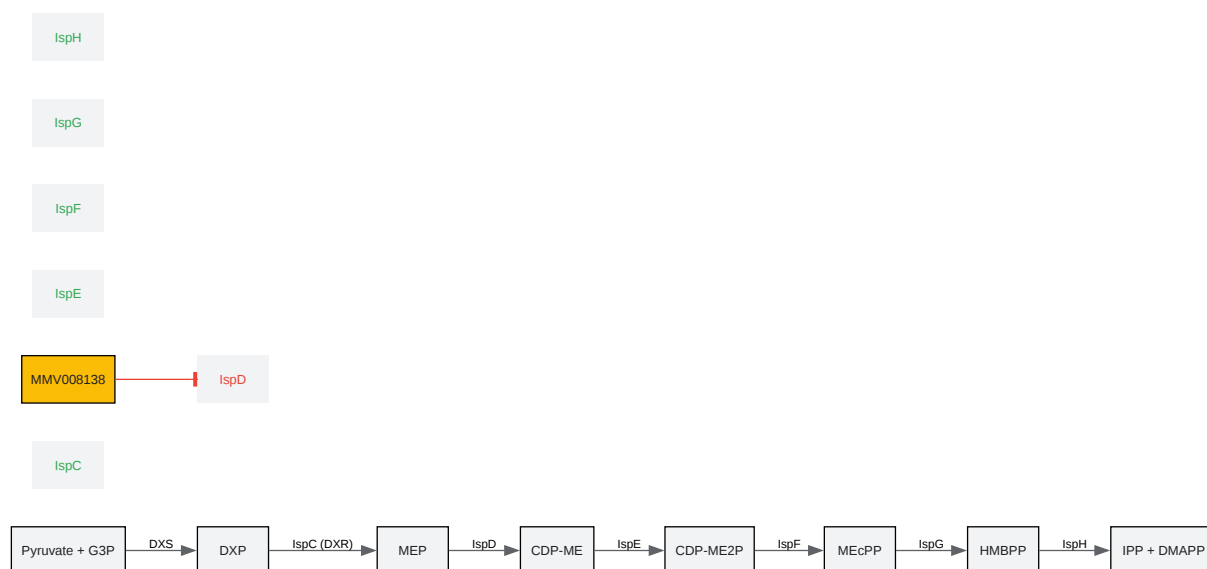 IspH
IspG
IspF
IspE
MMV008138
IspD
IspC
Pyruvate + G3P
DXS
DXP
IspC (DXR)
MEP
IspD
CDP-ME
IspE
CDP-ME2P
IspF
MEcPP
IspG
HMBPP
IspH
IPP + DMAPP